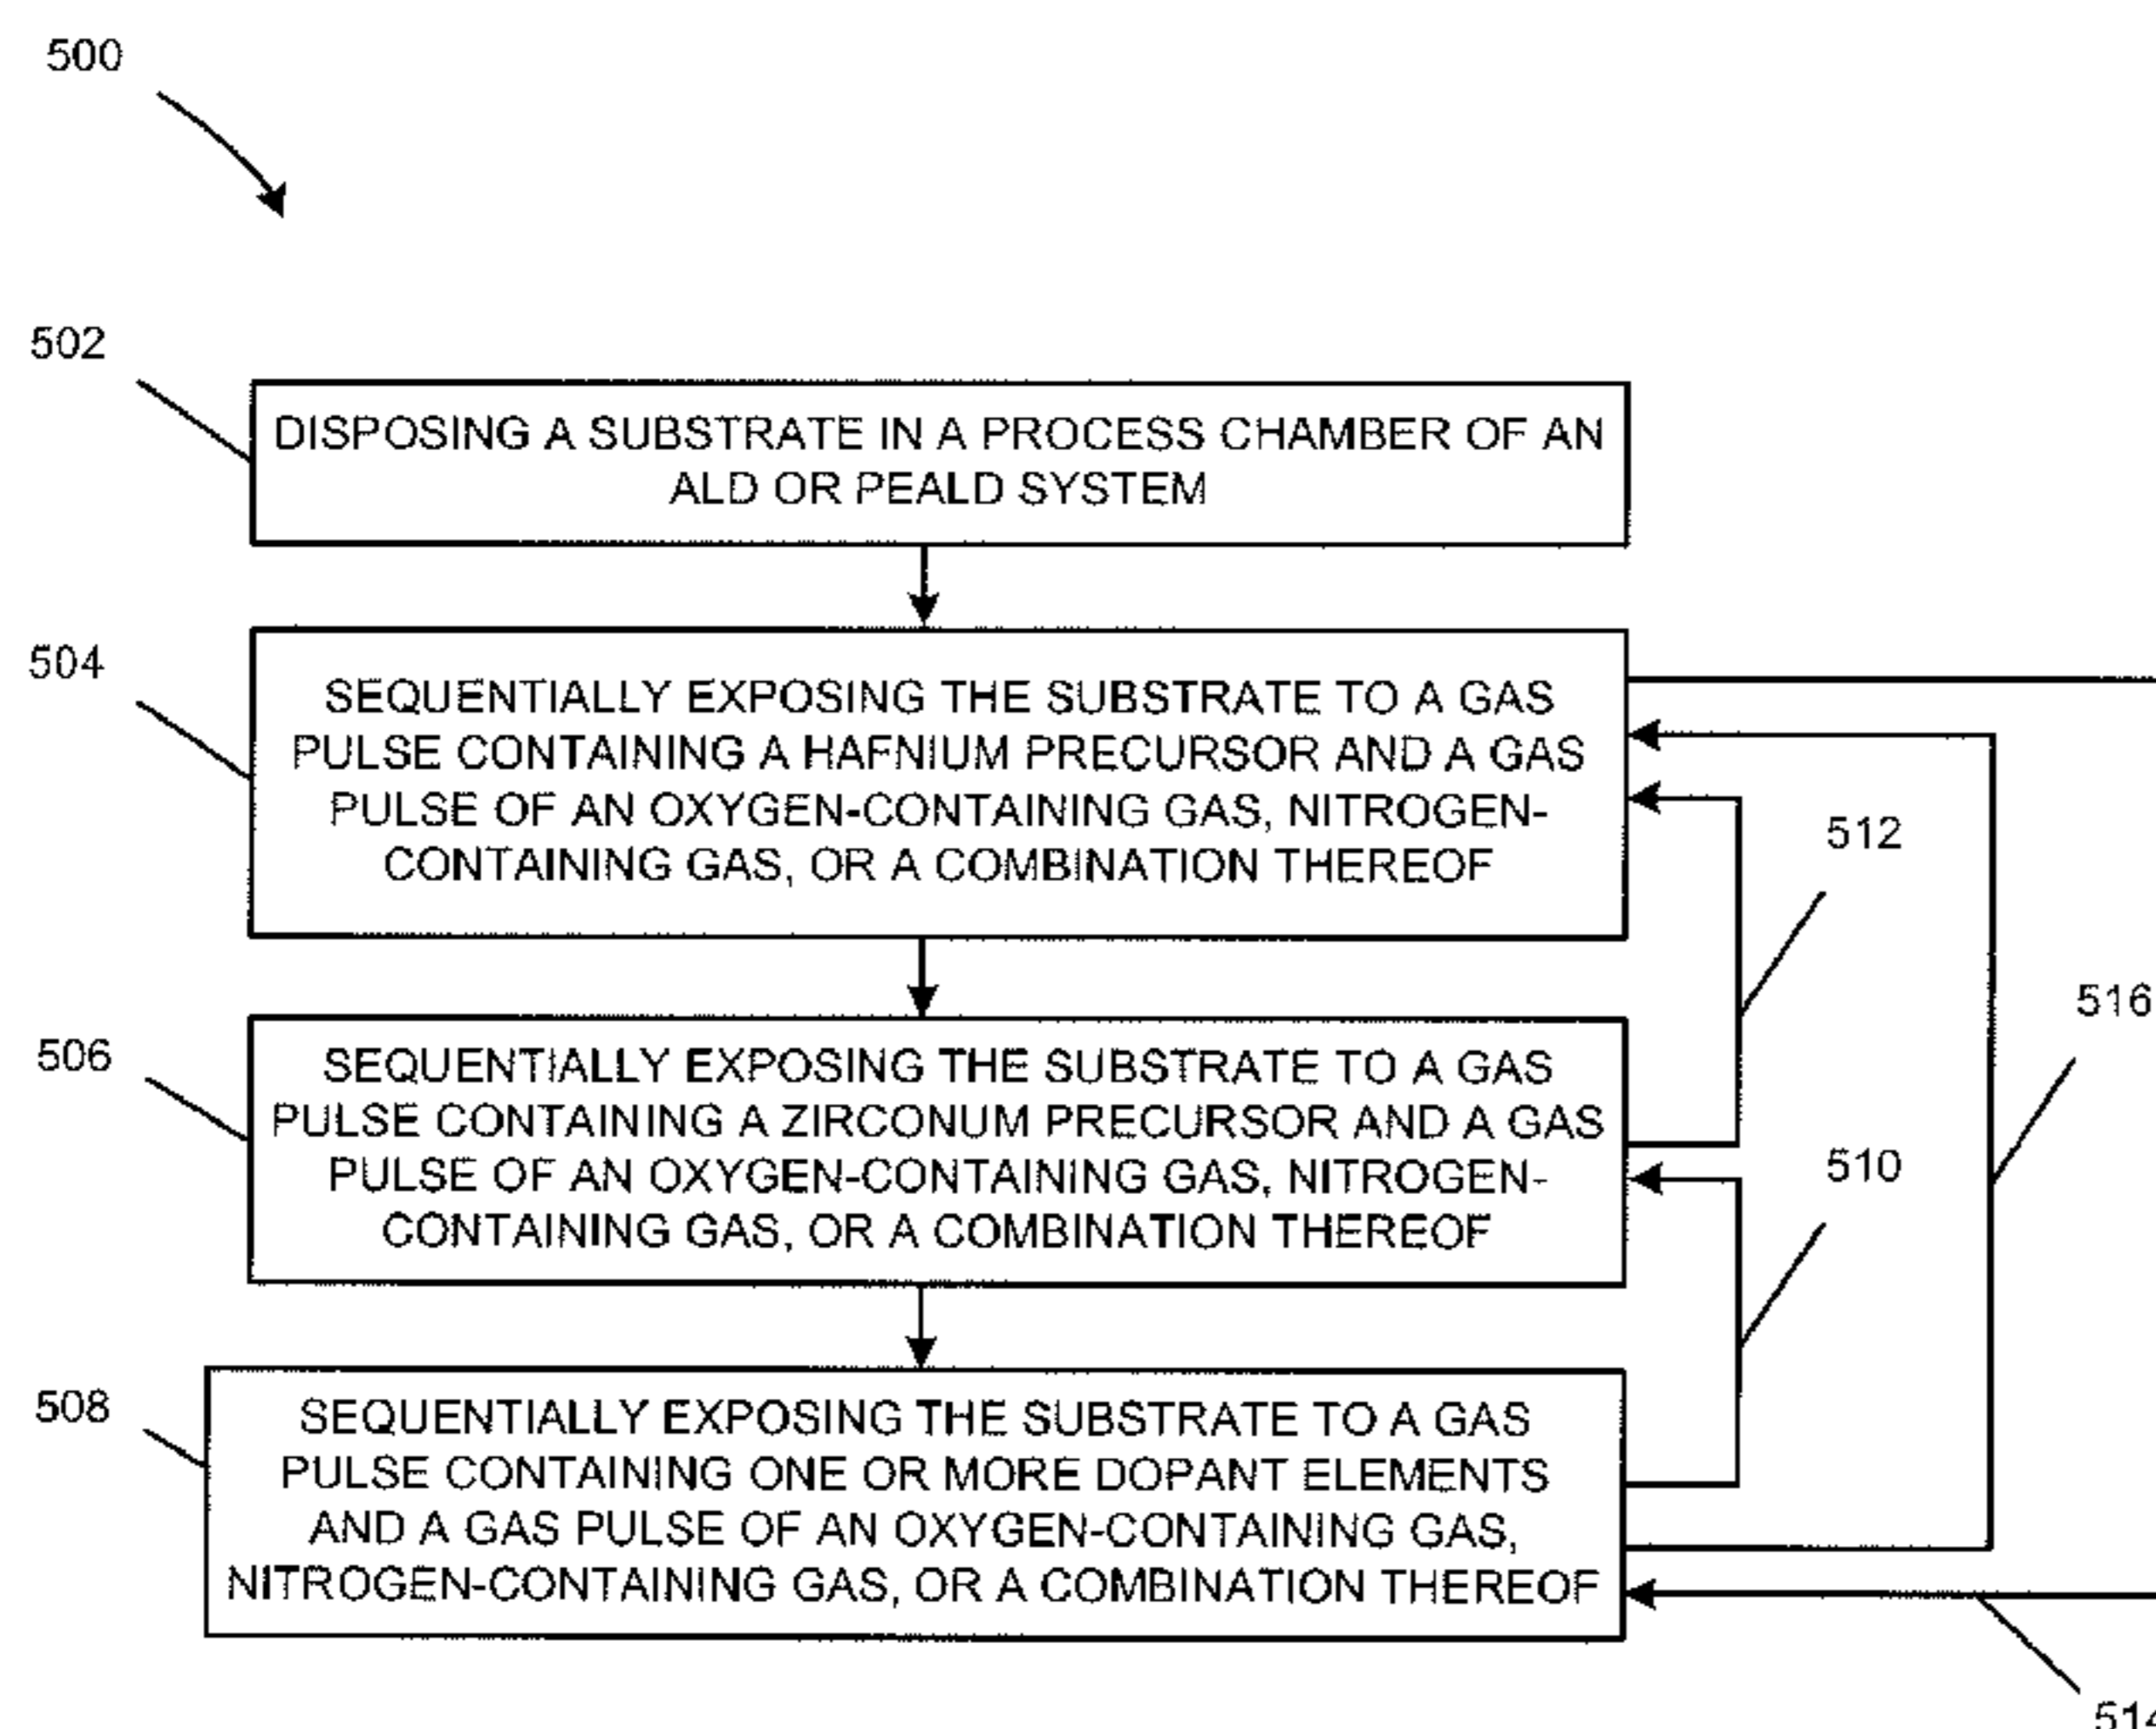 500
502
DISPOSING A SUBSTRATE IN A PROCESS CHAMBER OF AN
ALD OR PEALD SYSTEM
504
SEQUENTIALLY EXPOSING THE SUBSTRATE TO A GAS
PULSE CONTAINING A HAFNIUM PRECURSOR AND A GAS
PULSE OF AN OXYGEN-CONTAINING GAS, NITROGEN-
CONTAINING GAS, OR A COMBINATION THEREOF
512
516
506
SEQUENTIALLY EXPOSING THE SUBSTRATE TO A GAS
PULSE CONTAINING A ZIRCONUM PRECURSOR AND A GAS
PULSE OF AN OXYGEN-CONTAINING GAS, NITROGEN-
CONTAINING GAS, OR A COMBINATION THEREOF
510
508
SEQUENTIALLY EXPOSING THE SUBSTRATE TO A GAS
PULSE CONTAINING ONE OR MORE DOPANT ELEMENTS
AND A GAS PULSE OF AN OXYGEN-CONTAINING GAS,
NITROGEN-CONTAINING GAS, OR A COMBINATION THEREOF
514